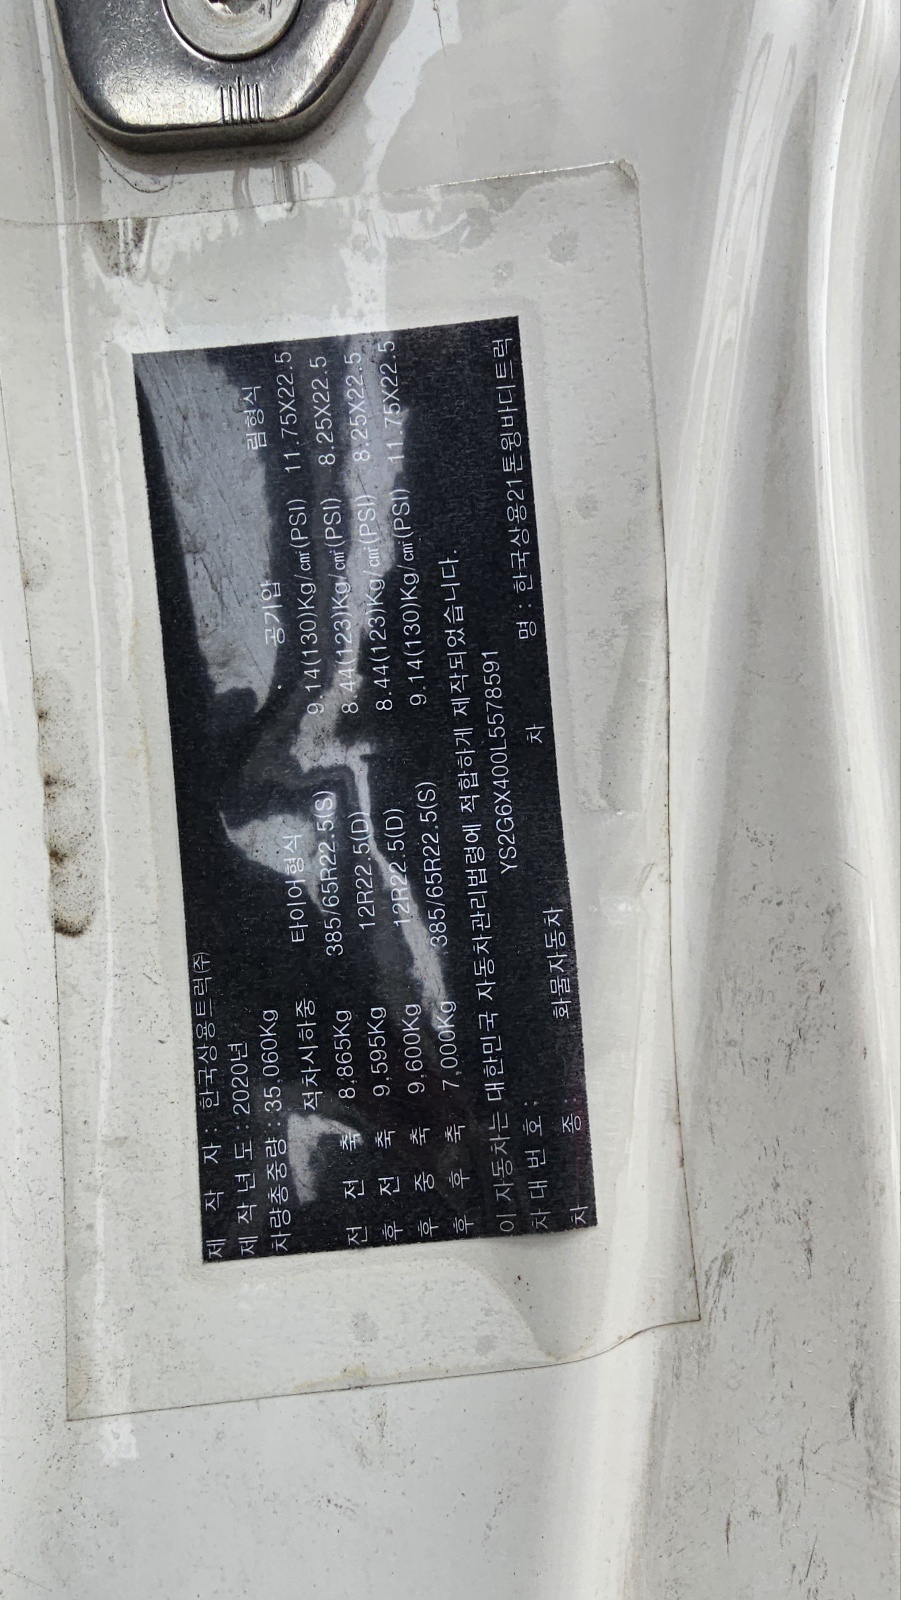 제 작 자 : 한국상용트럭㈜
제 작 년 도 : 2020년
차량총중량 : 35,060Kg
적차시하중 타이어형식 공기압 림형식
전 전 축 8,865Kg 385/65R22.5(S) 9.14(130)Kg/㎠(PSI) 11.75X22.5
후 전 축 9,595Kg 12R22.5(D) 8.44(123)Kg/㎠(PSI) 8.25X22.5
후 중 축 9,600Kg 12R22.5(D) 8.44(123)Kg/㎠(PSI) 8.25X22.5
후 후 축 7,000Kg 385/65R22.5(S) 9.14(130)Kg/㎠(PSI) 11.75X22.5
이 자동차는 대한민국 자동차관리법령에 적합하게 제작되었습니다.
차 대 번 호 ; YS2G6X400L5578591
차 종 : 화물자동차 차 명 : 한국상용21톤윙바디트럭